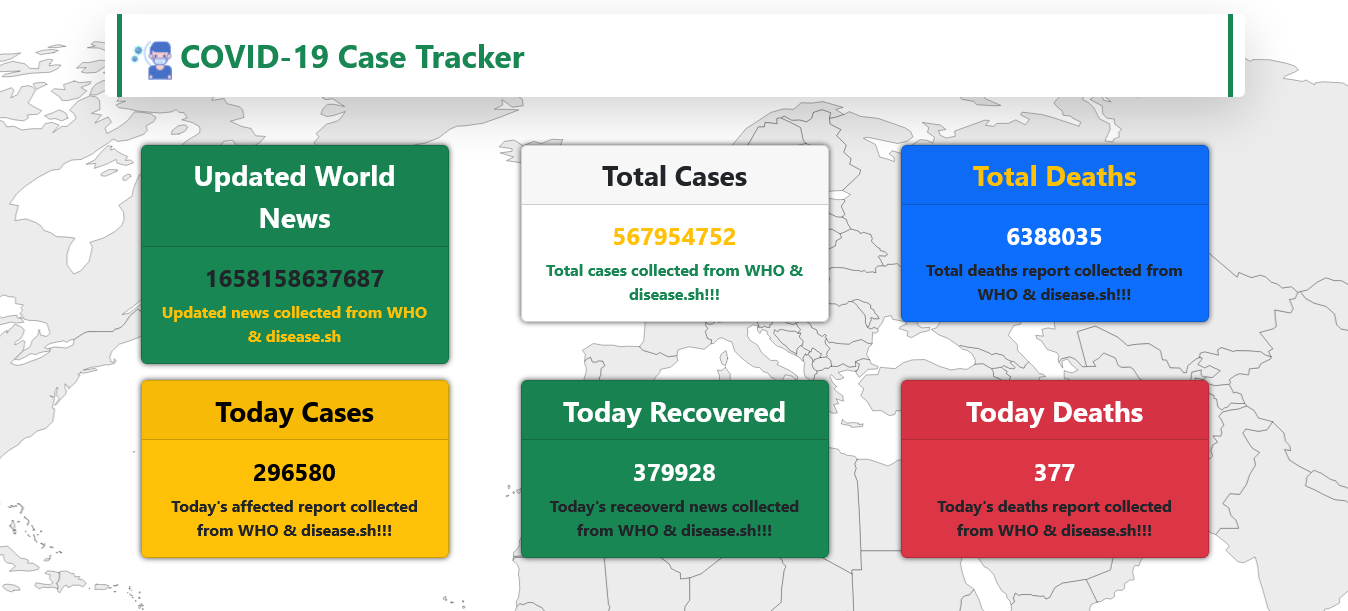 COVID-19 Case Tracker
Updated World
News
1658158637687
Updated news collected from WHO
& disease.sh
Total Cases
567954752
Total cases collected from WHO &
disease.sh!!!
Total Deaths
6388035
Total deaths report collected from
WHO & disease.sh!!!
Today Cases
296580
Today's affected report collected
from WHO & disease.sh!!!
Today Recovered
379928
Today's receoverd news collected
from WHO & disease.sh!!!
Today Deaths
377
Today's deaths report collected
from WHO & disease.sh!!!